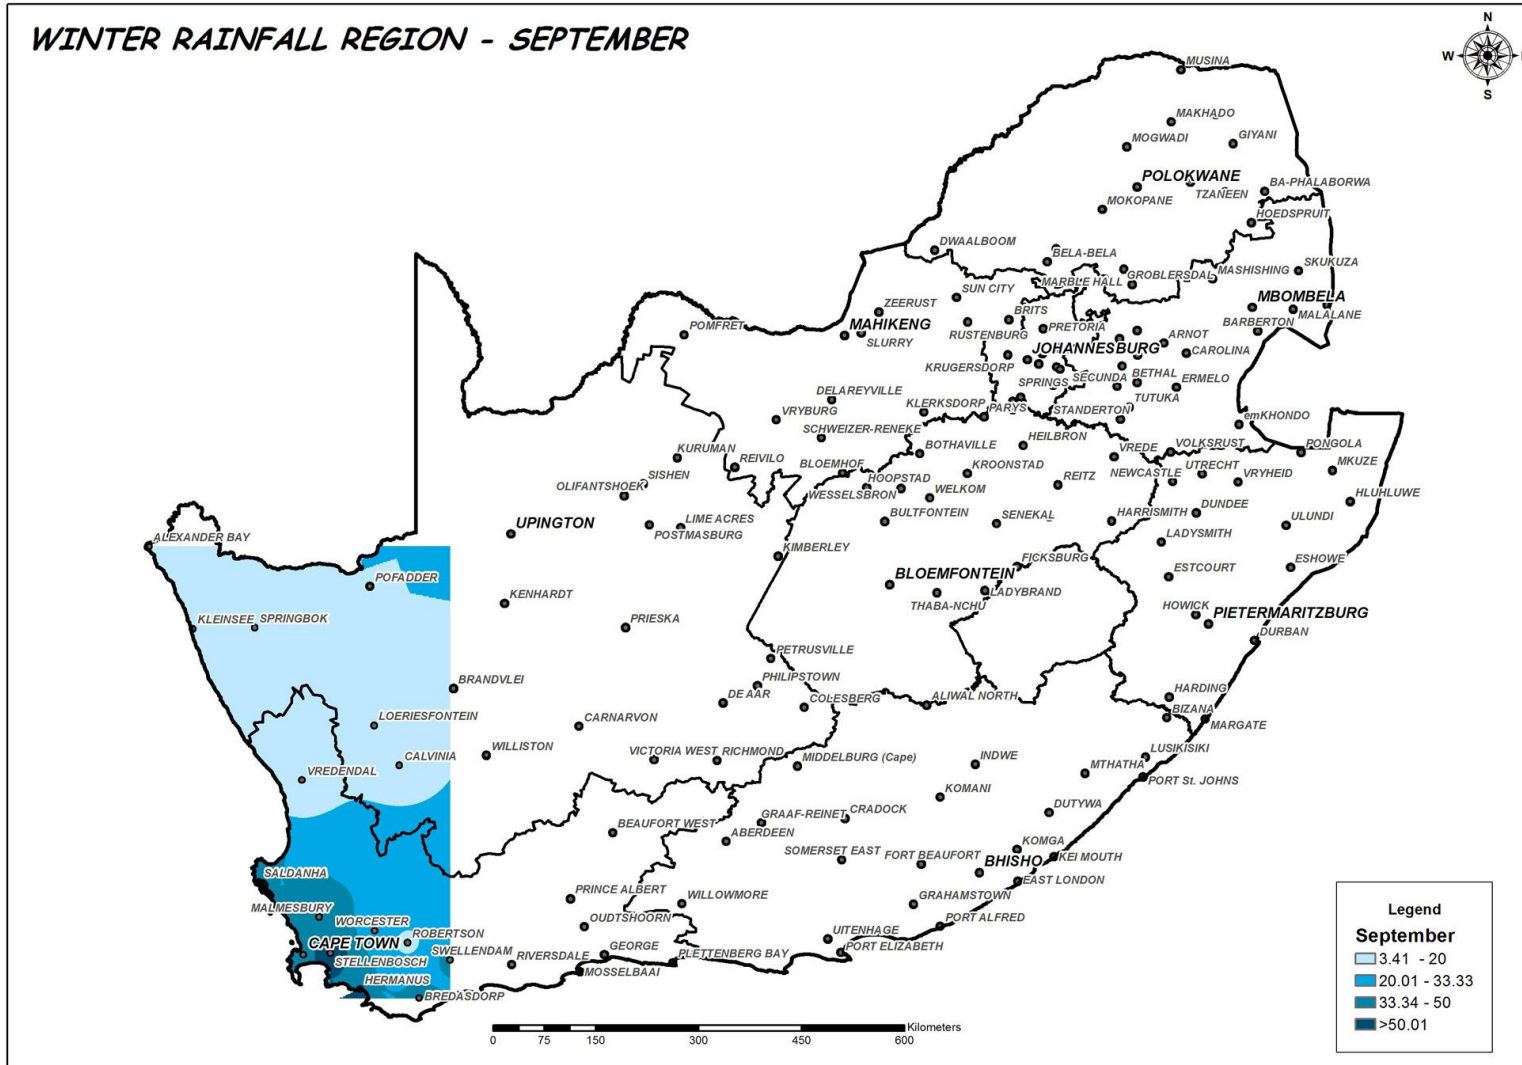 WINTER RAINFALL REGION - SEPTEMBER
N
W
S
MUSINA
MAKHADO
MOGWADI
GIYANI
POLOKWANE
TZANEEN
BA-PHALABORWA
MOKOPANE
HOEDSPRUIT
DWAALBOOM
BELA-BELA
MARBLE HALL
GROBLERSDAL
MASHISHING
SKUKUZA
SUN CITY
ZEERUST
MBOMBELA
MALALANE
BARBERTON
POMFRET
MAHIKENG
SLURRY
BRITS
RUSTENBURG
PRETORIA
ARNOT
JOHANNESBURG
CAROLINA
KRUGERSDORP
SPRINGS
SECUNDA
BETHAL
ERMELO
TUTUKA
DELAREYVILLE
VRYBURG
KLERKSDORP
PARYS
STANDERTON
emKHONDO
SCHWEIZER-RENEKE
BOTHAVILLE
HEILBRON
VREDE
VOLKSRUST
PONGOLA
KURUMAN
REIVILO
BLOEMHOF
KROONSTAD
REITZ
NEWCASTLE
UTRECHT
VRYHEID
MKUZE
SISHEN
OLIFANTSHOEK
HOOPSTAD
WESSELSBRON
WELKOM
HLUHLUWE
UPINGTON
LIME ACRES
POSTMASBURG
BULTFONTEIN
SENEKAL
HARRISMITH
DUNDEE
ULUNDI
ALEXANDER BAY
KIMBERLEY
LADYSMITH
FICKSBURG
ESHOWE
POFADDER
BLOEMFONTEIN
ESTCOURT
KENHARDT
LADYBRAND
THABA-NCHU
HOWICK
PIETERMARITZBURG
KLEINSEE
SPRINGBOK
PRIESKA
DURBAN
PETRUSVILLE
BRANDVLEI
PHILIPSTOWN
DE AAR
COLESBERG
ALIWAL NORTH
HARDING
BIZANA
MARGATE
LOERIESFONTEIN
CARNARVON
WILLISTON
VICTORIA WEST
RICHMOND
MIDDELBURG (Cape)
INDWE
LUSIKISIKI
MTHATHA
PORT St. JOHNS
CALVINIA
VREDENDAL
KOMANI
DUTYWA
BEAUFORT WEST
GRAAF-REINET
CRADOCK
ABERDEEN
SOMERSET EAST
FORT BEAUFORT
KOMGA
BHISHO
KEI MOUTH
EAST LONDON
SALDANHA
MALMESBURY
WORCESTER
PRINCE ALBERT
WILLOWMORE
GRAHAMSTOWN
PORT ALFRED
OUDTSHOORN
ROBERTSON
CAPE TOWN
STELLENBOSCH
SWELLENDAM
RIVERSDALE
GEORGE
PLETTENBERG BAY
UITENHAGE
PORT ELIZABETH
MOSSELBAAI
HERMANUS
BREDASDORP
Kilometers
0 75 150 300 450 600
Legend
September
3.41 - 20
20.01 - 33.33
33.34 - 50
>50.01